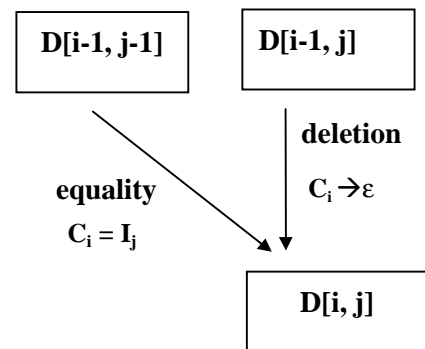 D[i-1, j-1]
D[i-1, j]
deletion
C_i → ε
equality
C_i = I_j
D[i, j]